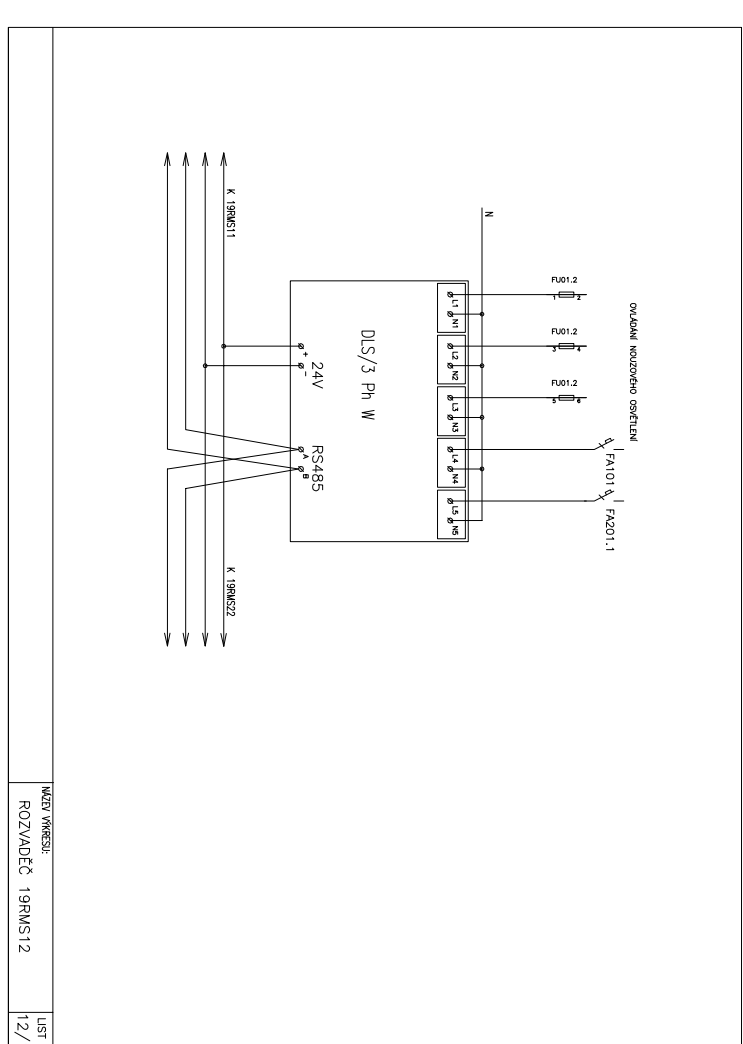 OVLÁDÁNÍ NOUZOVÉHO OSVĚTLENÍ
FU01.2
1 2
FU01.2
3 4
FU01.2
5 6
FA101
FA201.1
N
L1 N1
L2 N2
L3 N3
L4 N4
L5 N5
DLS/3 Ph W
+ -
24V
A B
RS485
K 19RMS11
K 19RMS22
NÁZEV VÝKRESU:
ROZVADĚČ 19RMS12
LIST
12/